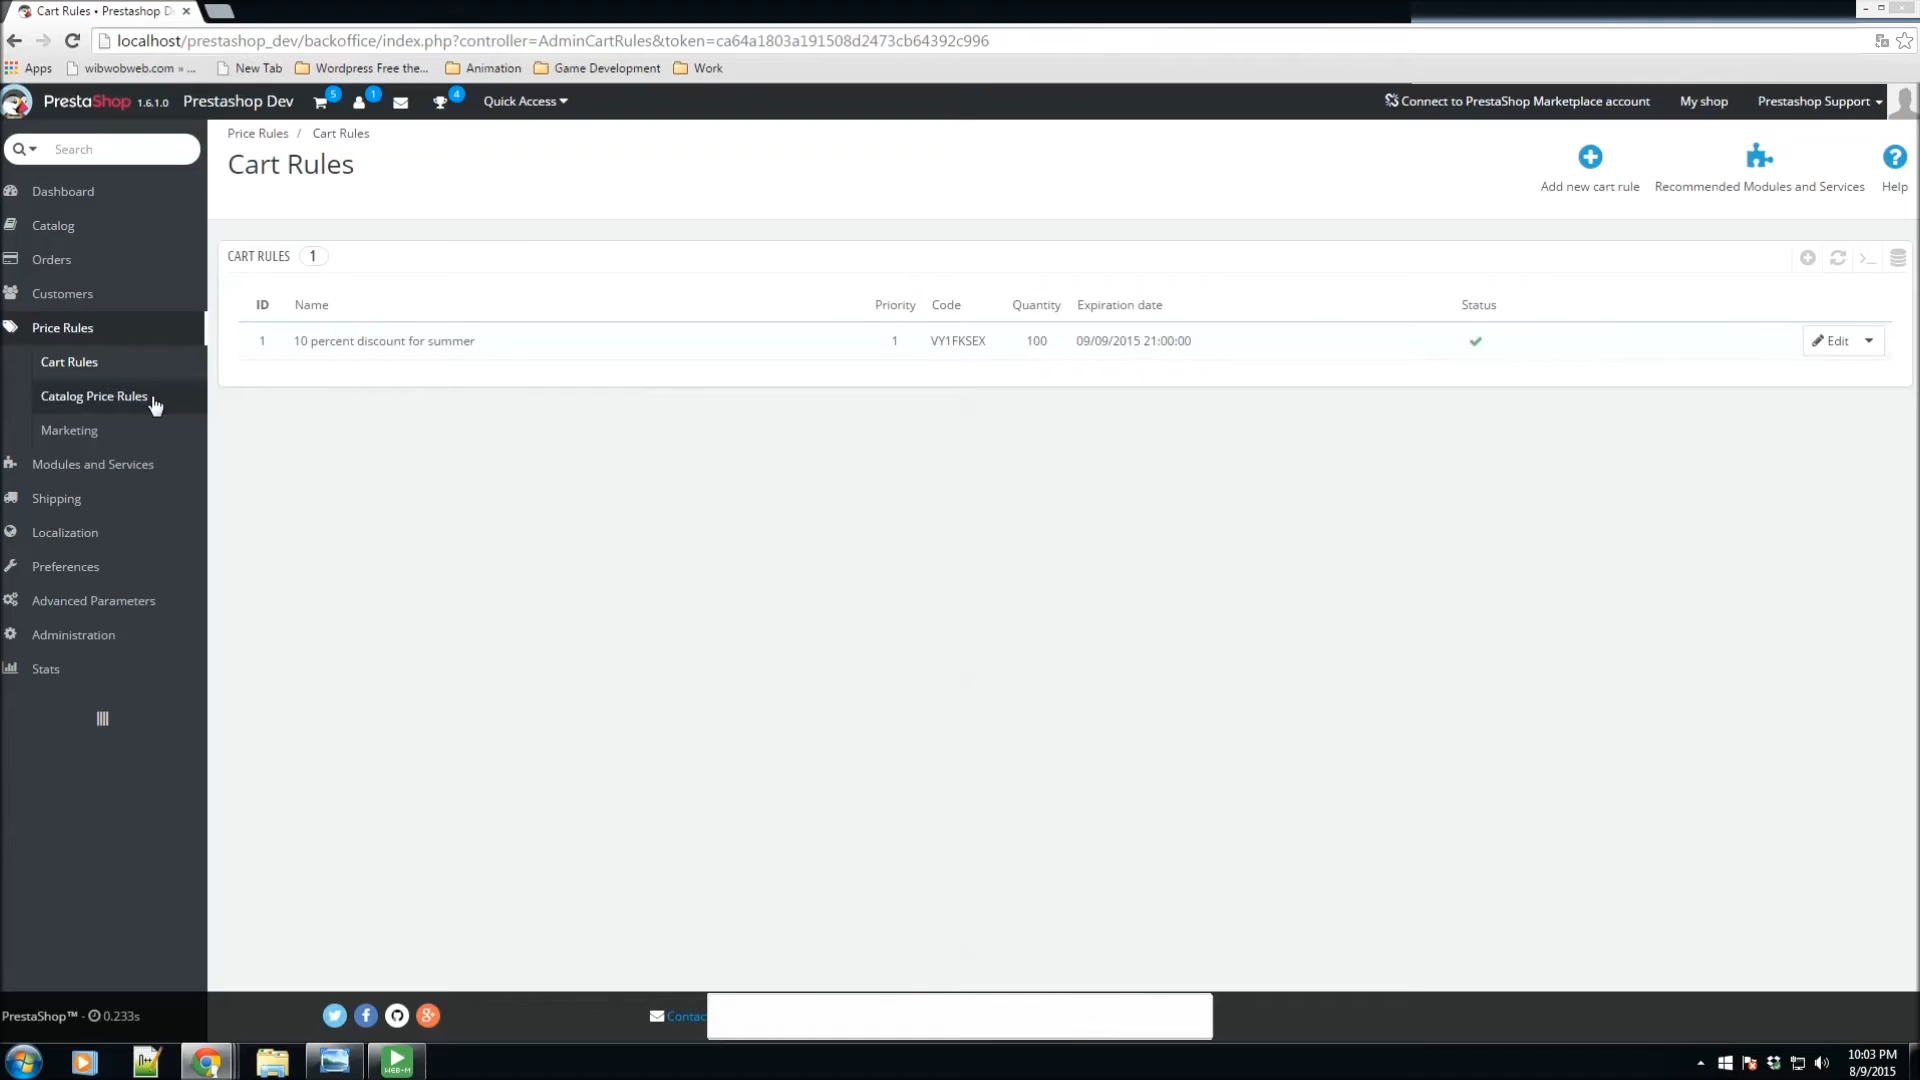 Cart Rules • Prestashop D
localhost/prestashop_dev/backoffice/index.php?controller=AdminCartRules&token=ca64a1803a191508d2473cb64392c996
Apps wibwobweb.com » ... New Tab Wordpress Free the... Animation Game Development Work
PrestaShop 1.6.1.0 Prestashop Dev 5 1 4 Quick Access Connect to PrestaShop Marketplace account My shop Prestashop Support
Search
Dashboard
Catalog
Orders
Customers
Price Rules
Cart Rules
Catalog Price Rules
Marketing
Modules and Services
Shipping
Localization
Preferences
Advanced Parameters
Administration
Stats
Price Rules / Cart Rules
Cart Rules
Add new cart rule Recommended Modules and Services Help
CART RULES 1
ID Name Priority Code Quantity Expiration date Status
1 10 percent discount for summer 1 VY1FKSEX 100 09/09/2015 21:00:00 Edit
PrestaShop™ - 0.233s
Contac
WEB-M
10:03 PM
8/9/2015